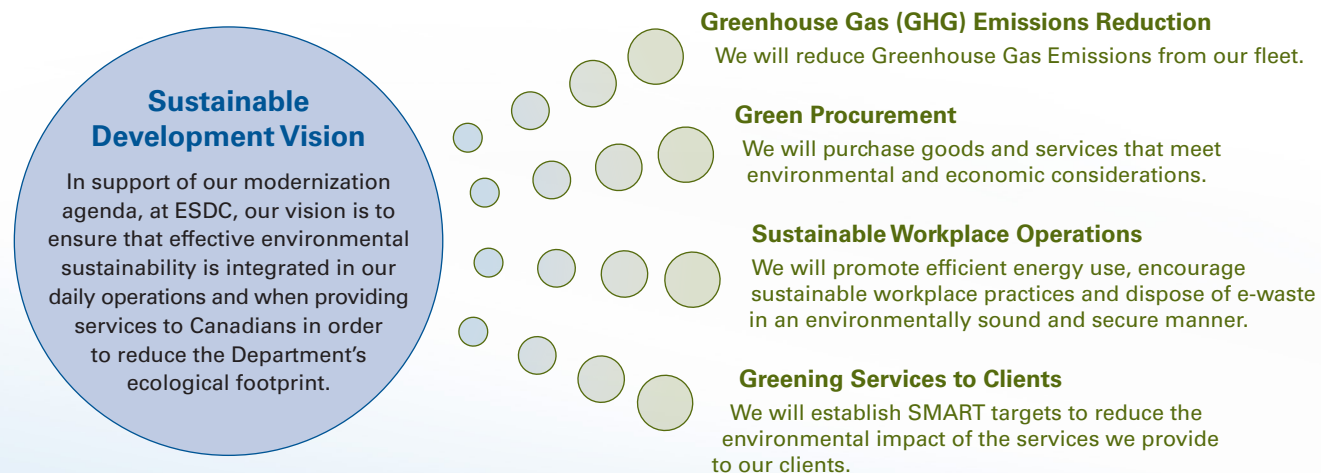 Sustainable
Development Vision
In support of our modernization
agenda, at ESDC, our vision is to
ensure that effective environmental
sustainability is integrated in our
daily operations and when providing
services to Canadians in order
to reduce the Department’s
ecological footprint.
Greenhouse Gas (GHG) Emissions Reduction
We will reduce Greenhouse Gas Emissions from our fleet.
Green Procurement
We will purchase goods and services that meet
environmental and economic considerations.
Sustainable Workplace Operations
We will promote efficient energy use, encourage
sustainable workplace practices and dispose of e-waste
in an environmentally sound and secure manner.
Greening Services to Clients
We will establish SMART targets to reduce the
environmental impact of the services we provide
to our clients.